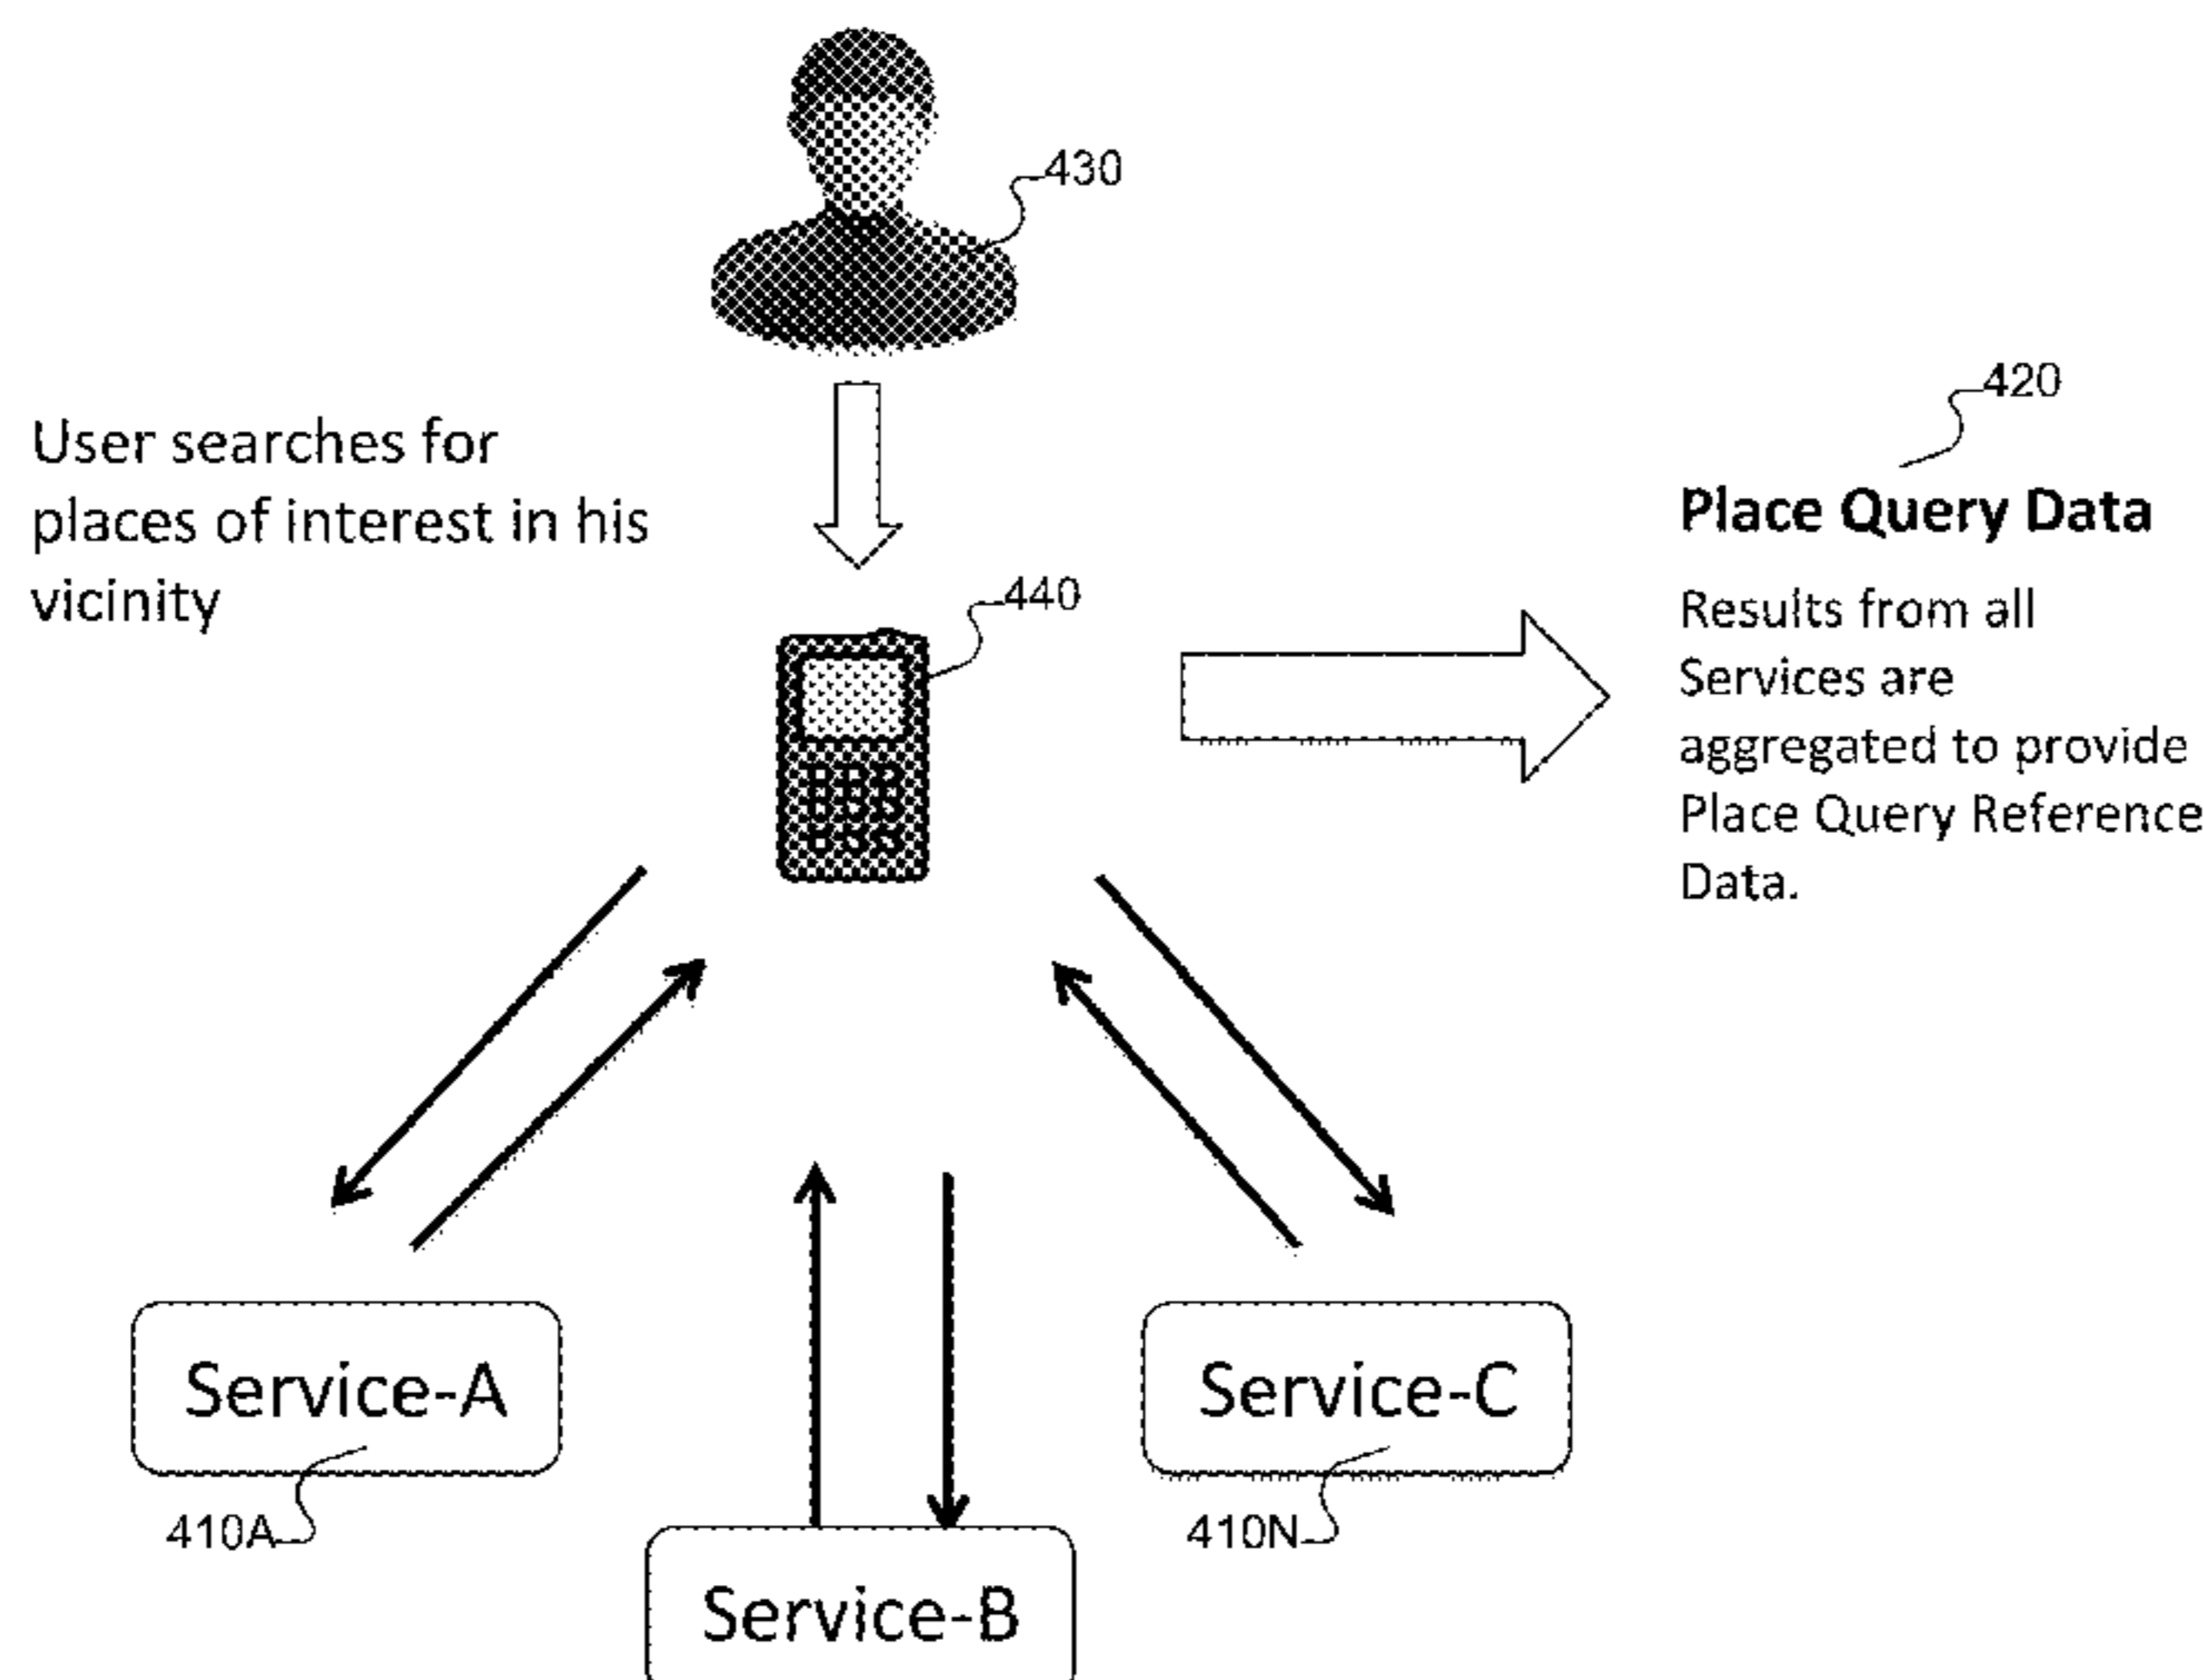 430
420
User searches for
places of interest in his
vicinity
440
Place Query Data
Results from all
Services are
aggregated to provide
Place Query Reference
Data.
Service-A
Service-C
410A
410N
Service-B